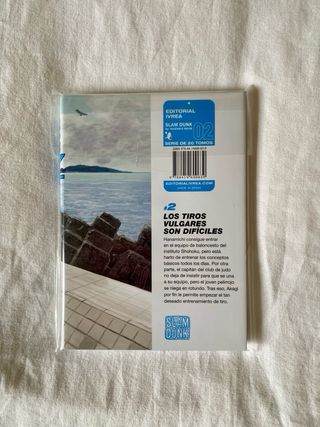 EDITORIAL
IVREA
SLAM DUNK
02
SERIE DE 20 TOMOS
EDITORIALIVREA.COM
#2
LOS TIROS
VULGARES
SON DIFÍCILES
Hanamichi consigue entrar
en el equipo de baloncesto del
instituto Shohoku, pero está
harto de entrenar los conceptos
básicos todos los días. Por otra
parte, el capitán del club de judo
no deja de insistir para que se una
a su equipo, pero el joven pelirrojo
se niega en rotundo. Tras eso, Akagi
por fin le permite empezar el tan
deseado entrenamiento de tiro.
SLAM
DUNK